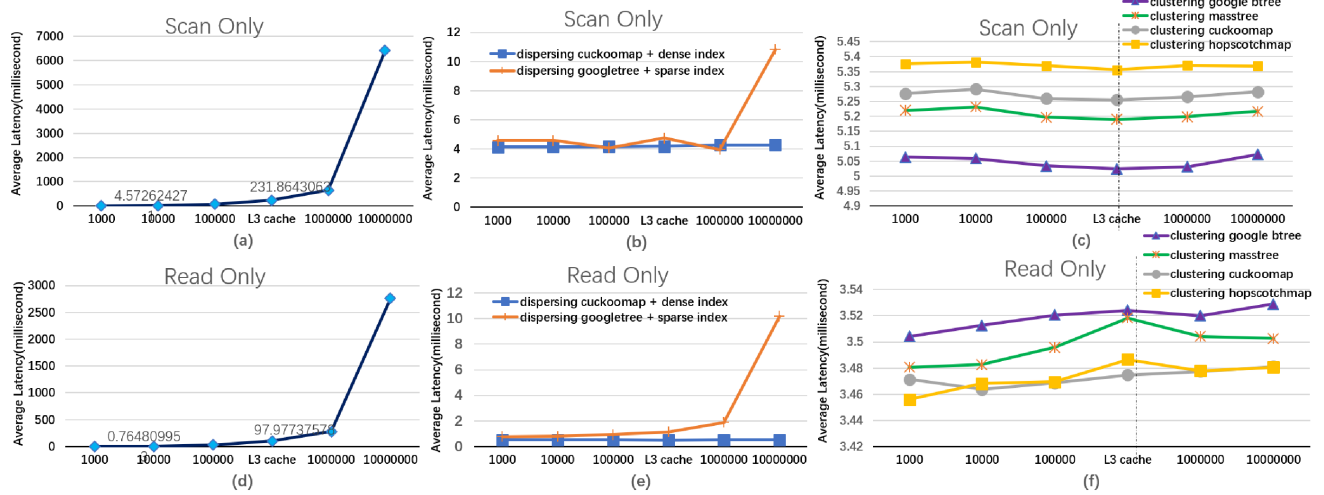 Scan Only
Average Latency(millisecond)
7000
6000
5000
4000
3000
2000
1000
0
4.57262427
231.8643063
1000 10000 100000 L3 cache 1000000 10000000
(a)
Scan Only
Average Latency(millisecond)
12
10
8
6
4
2
0
dispersing cuckoomap + dense index
dispersing googletree + sparse index
1000 10000 100000 L3 cache 1000000 10000000
(b)
Scan Only
clustering google btree
clustering masstree
clustering cuckoomap
clustering hopscotchmap
Average Latency(millisecond)
5.45
5.4
5.35
5.3
5.25
5.2
5.15
5.1
5.05
5
4.95
4.9
1000 10000 100000 L3 cache 1000000 10000000
(c)
Read Only
Average Latency(millisecond)
3000
2500
2000
1500
1000
500
0
0.76480995
97.97737578
1000 10000 100000 L3 cache 1000000 10000000
(d)
Read Only
Average Latency(millisecond)
12
10
8
6
4
2
0
dispersing cuckoomap + dense index
dispersing googletree + sparse index
1000 10000 100000 L3 cache 1000000 10000000
(e)
Read Only
clustering google btree
clustering masstree
clustering cuckoomap
clustering hopscotchmap
Average Latency(millisecond)
3.54
3.52
3.5
3.48
3.46
3.44
3.42
1000 10000 100000 L3 cache 1000000 10000000
(f)